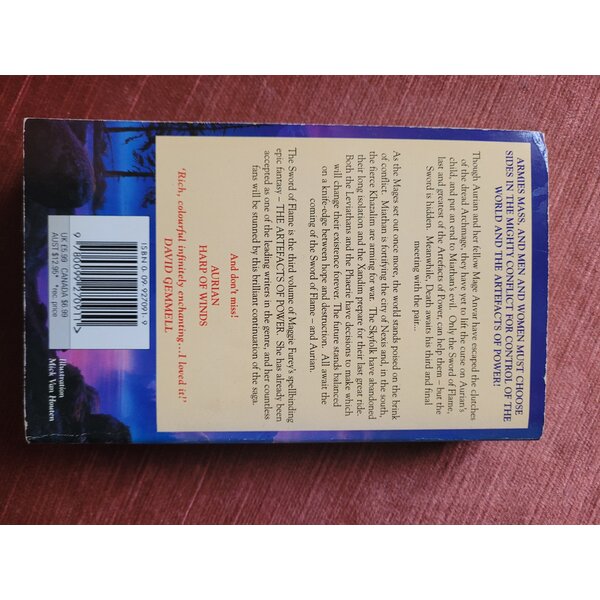 ARMIES MASS, AND MEN AND WOMEN MUST CHOOSE
SIDES IN THE MIGHTY CONFLICT FOR CONTROL OF THE
WORLD AND THE ARTEFACTS OF POWER!
Though Aurian and her fellow Mage Anvar have escaped the clutches
of the dread Archmage, they have yet to lift the curse on Aurian's
child, and put an end to Miathan's evil. Only the Sword of Flame,
last and greatest of the Artefacts of Power, can help them – but the
Sword is hidden. Meanwhile, Death awaits his third and final
meeting with the pair...
As the Mages set out once more, the world stands poised on the brink
of conflict. Miathan is fortifying the city of Nexis and, in the south,
the fierce Khazalim are arming for war. The Skyfolk have abandoned
their long isolation and the Xandim prepare for their last great ride.
Both the Leviathans and the Phaerie have decisions to make which
will change their existence forever. The future stands balanced
on a knife-edge between hope and destruction. All await the
coming of the Sword of Flame – and Aurian.
The Sword of Flame is the third volume of Maggie Furey's spellbinding
epic fantasy – THE ARTEFACTS OF POWER. She has already been
accepted as one of the leading writers in the genre, and her countless
fans will be stunned by this brilliant continuation of the saga.
And don't miss!
AURIAN
HARP OF WINDS
'Rich, colourful infinitely enchanting...I loved it!'
DAVID GEMMELL
ISBN 0-09-927091-9
9 780099 270911
UK £5.99 CANADA $6.99
AUST $12.95* *rec. price
Illustration
Mick Van Houten